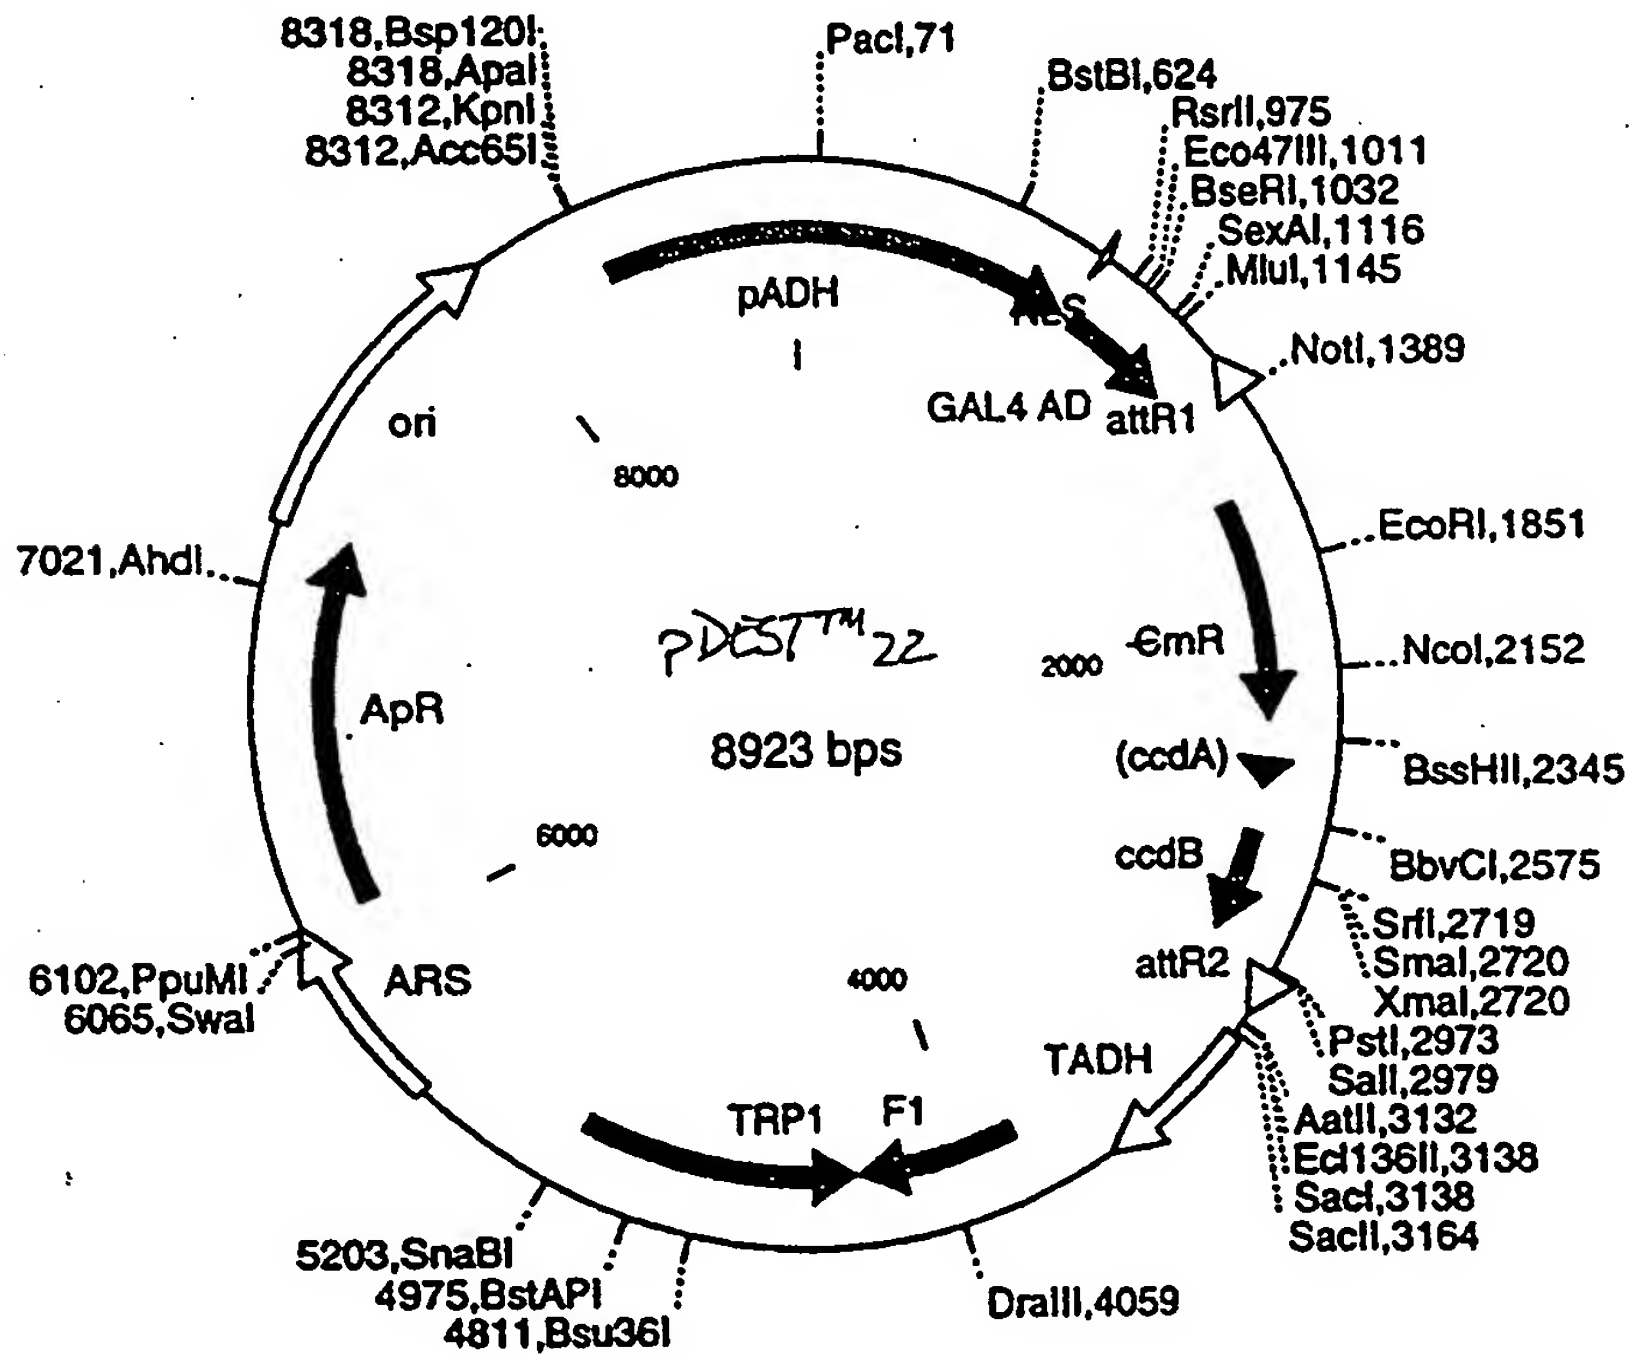 8318,Bsp120I
8318,ApaI
8312,KpnI
8312,Acc65I
PacI,71
BstBI,624
RsrII,975
Eco47III,1011
BseRI,1032
SexAI,1116
MluI,1145
NotI,1389
pADH
NLS
GAL4 AD
attR1
ori
8000
EcoRI,1851
7021,AhdI
pDEST™22
2000
CmR
NcoI,2152
ApR
8923 bps
(ccdA)
BssHII,2345
6000
ccdB
BbvCI,2575
SrfI,2719
SmaI,2720
XmaI,2720
attR2
4000
6102,PpuMI
6065,SwaI
ARS
PstI,2973
SalI,2979
TADH
AatII,3132
Ecl136II,3138
SacI,3138
SacII,3164
TRP1
F1
5203,SnaBI
4975,BstAPI
4811,Bsu36I
DraIII,4059